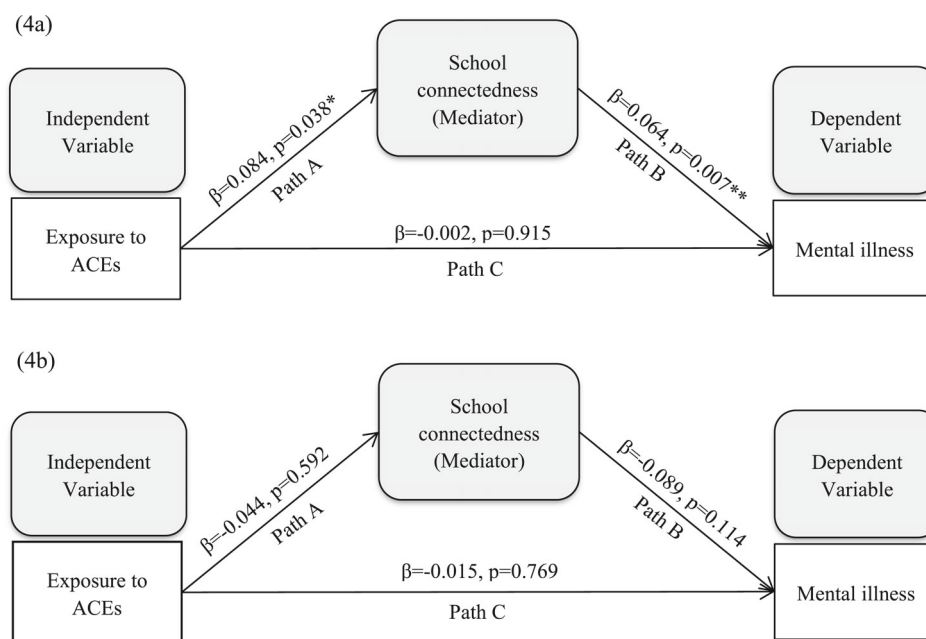 (4a)
School
connectedness
(Mediator)
Independent
Variable
Dependent
Variable
β=0.084, p=0.038*
Path A
β=0.064, p=0.007**
Path B
Exposure to
ACEs
β=-0.002, p=0.915
Path C
Mental illness
(4b)
School
connectedness
(Mediator)
Independent
Variable
Dependent
Variable
β=-0.044, p=0.592
Path A
β=-0.089, p=0.114
Path B
Exposure to
ACEs
β=-0.015, p=0.769
Path C
Mental illness